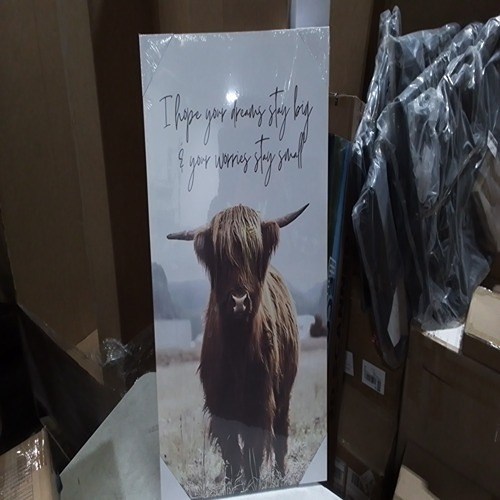 I hope your dreams stay big
& your worries stay small